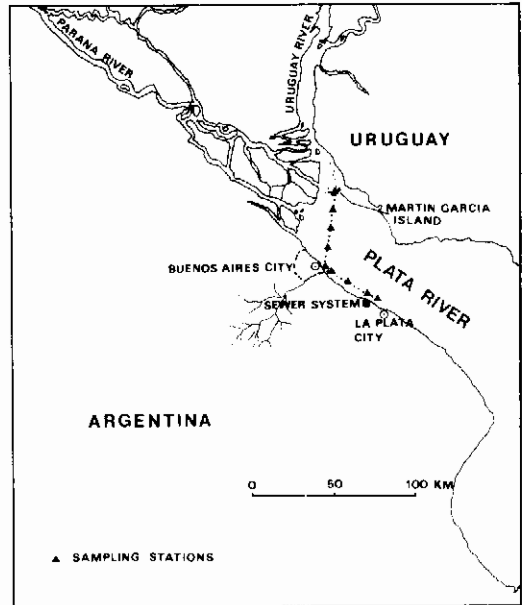 PARANA RIVER
URUGUAY RIVER
URUGUAY
MARTIN GARCIA
ISLAND
BUENOS AIRES CITY
PLATA RIVER
SEWER SYSTEM
LA PLATA
CITY
ARGENTINA
0 50 100 KM
▲ SAMPLING STATIONS